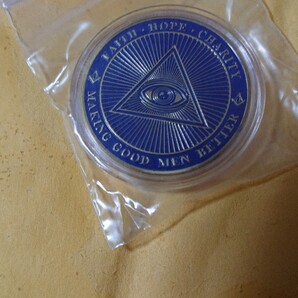 FAITH · HOPE · CHARITY
MAKING GOOD MEN BETTER